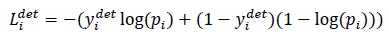 $L_i^{det} = -(y_i^{det} \log(p_i) + (1 - y_i^{det})(1 - \log(p_i)))$